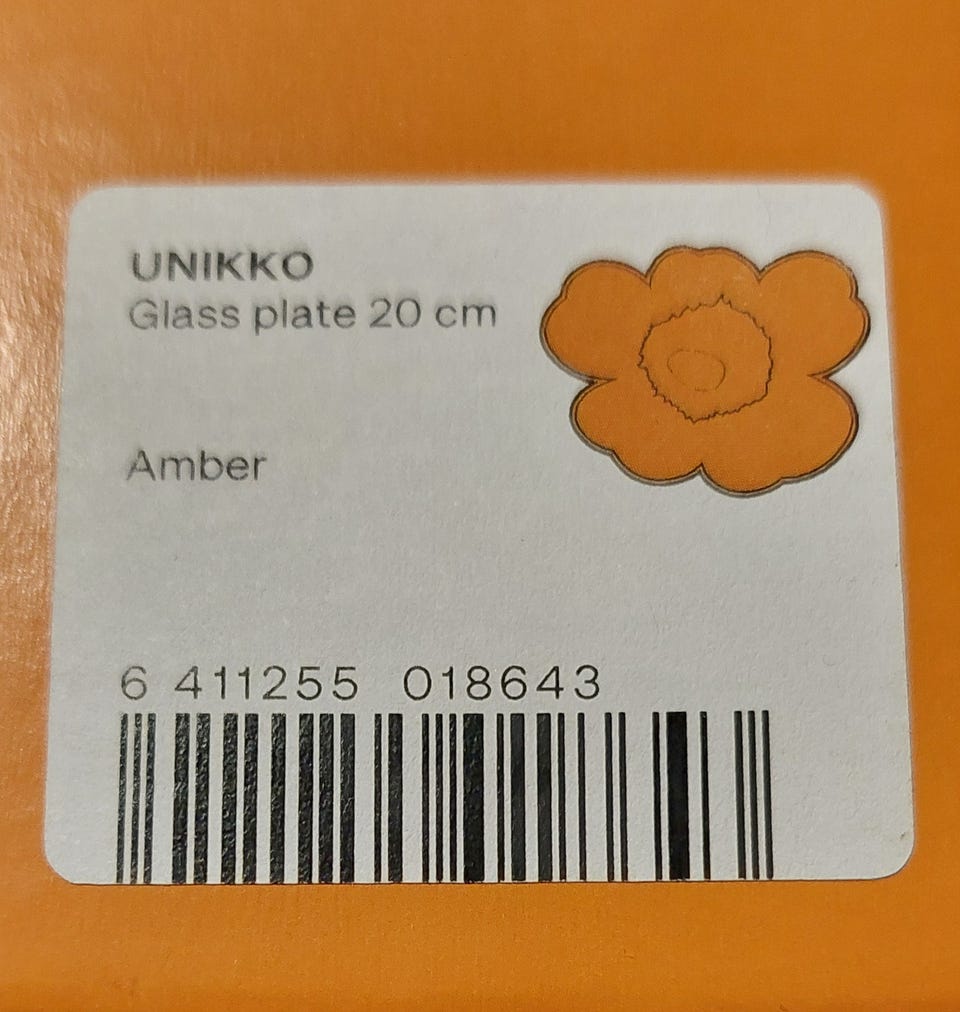 UNIKKO
Glass plate 20 cm
Amber
6 411255 018643